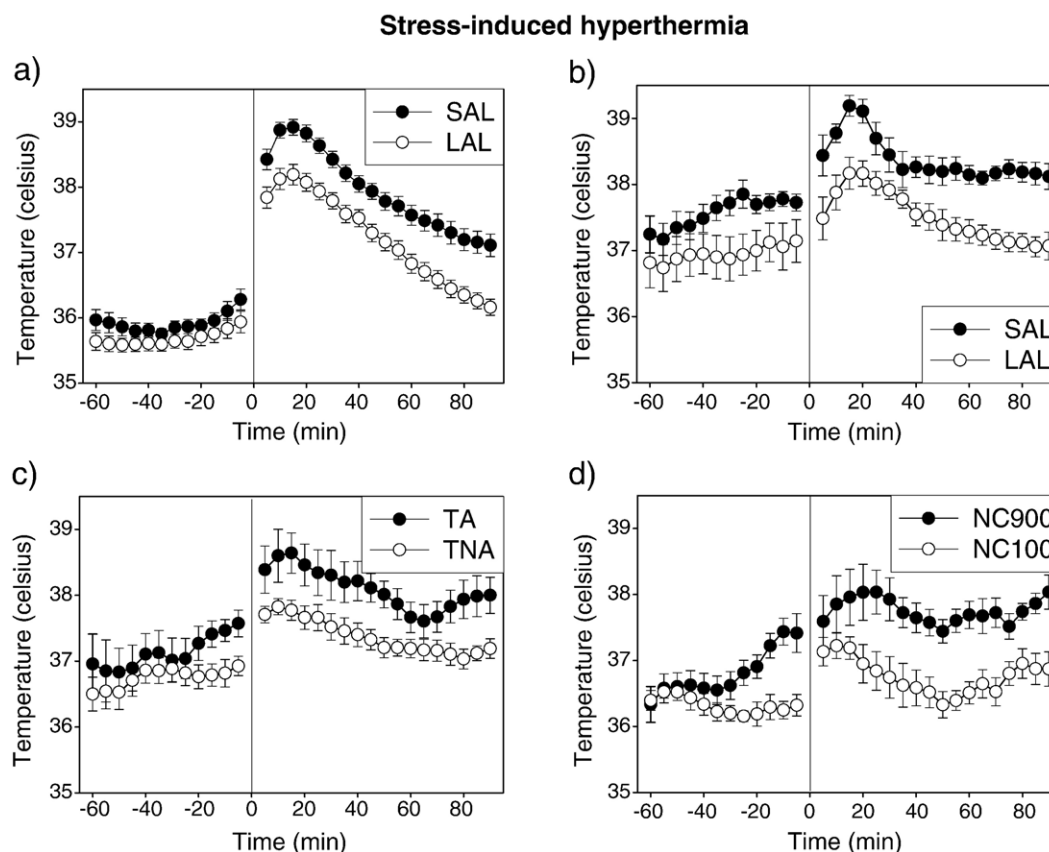 Stress-induced hyperthermia
a)
SAL
LAL
39
38
37
36
35
Temperature (celsius)
-60 -40 -20 0 20 40 60 80
Time (min)
b)
39
38
37
36
35
Temperature (celsius)
SAL
LAL
-60 -40 -20 0 20 40 60 80
Time (min)
c)
TA
TNA
39
38
37
36
35
Temperature (celsius)
-60 -40 -20 0 20 40 60 80
Time (min)
d)
NC900
NC100
39
38
37
36
35
Temperature (celsius)
-60 -40 -20 0 20 40 60 80
Time (min)